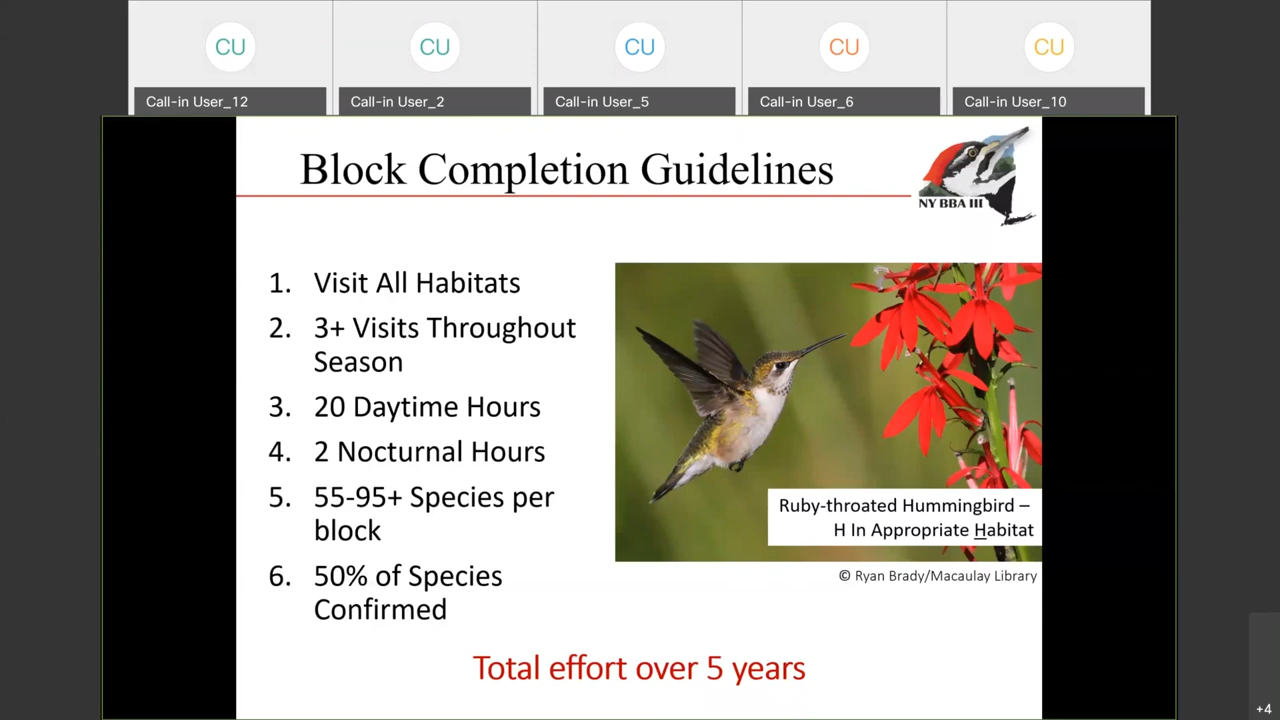 CU
CU
CU
CU
CU
Call-in User_12
Call-in User_2
Call-in User_5
Call-in User_6
Call-in User_10
Block Completion Guidelines
NY BBA III
1. Visit All Habitats
2. 3+ Visits Throughout
Season
3. 20 Daytime Hours
4. 2 Nocturnal Hours
5. 55-95+ Species per
block
6. 50% of Species
Confirmed
Ruby-throated Hummingbird –
H In Appropriate Habitat
© Ryan Brady/Macaulay Library
Total effort over 5 years
+4